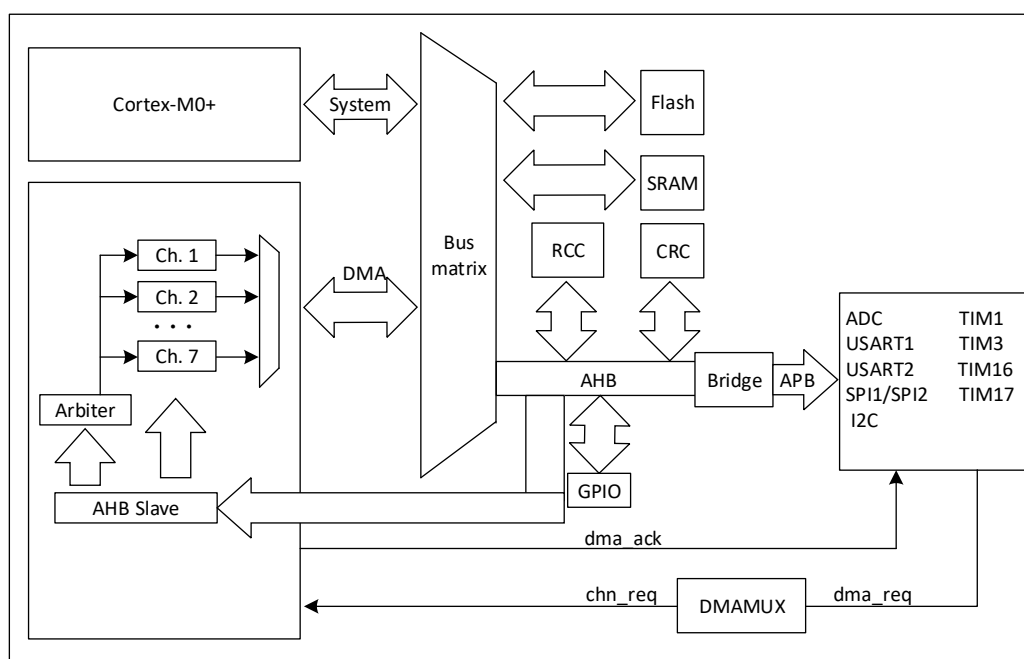 Cortex-M0+
System
Flash
SRAM
RCC
CRC
Bus
matrix
DMA
Ch. 1
Ch. 2
...
Ch. 7
Arbiter
AHB Slave
AHB
Bridge
APB
GPIO
ADC TIM1
USART1 TIM3
USART2 TIM16
SPI1/SPI2 TIM17
I2C
dma_ack
chn_req
DMAMUX
dma_req